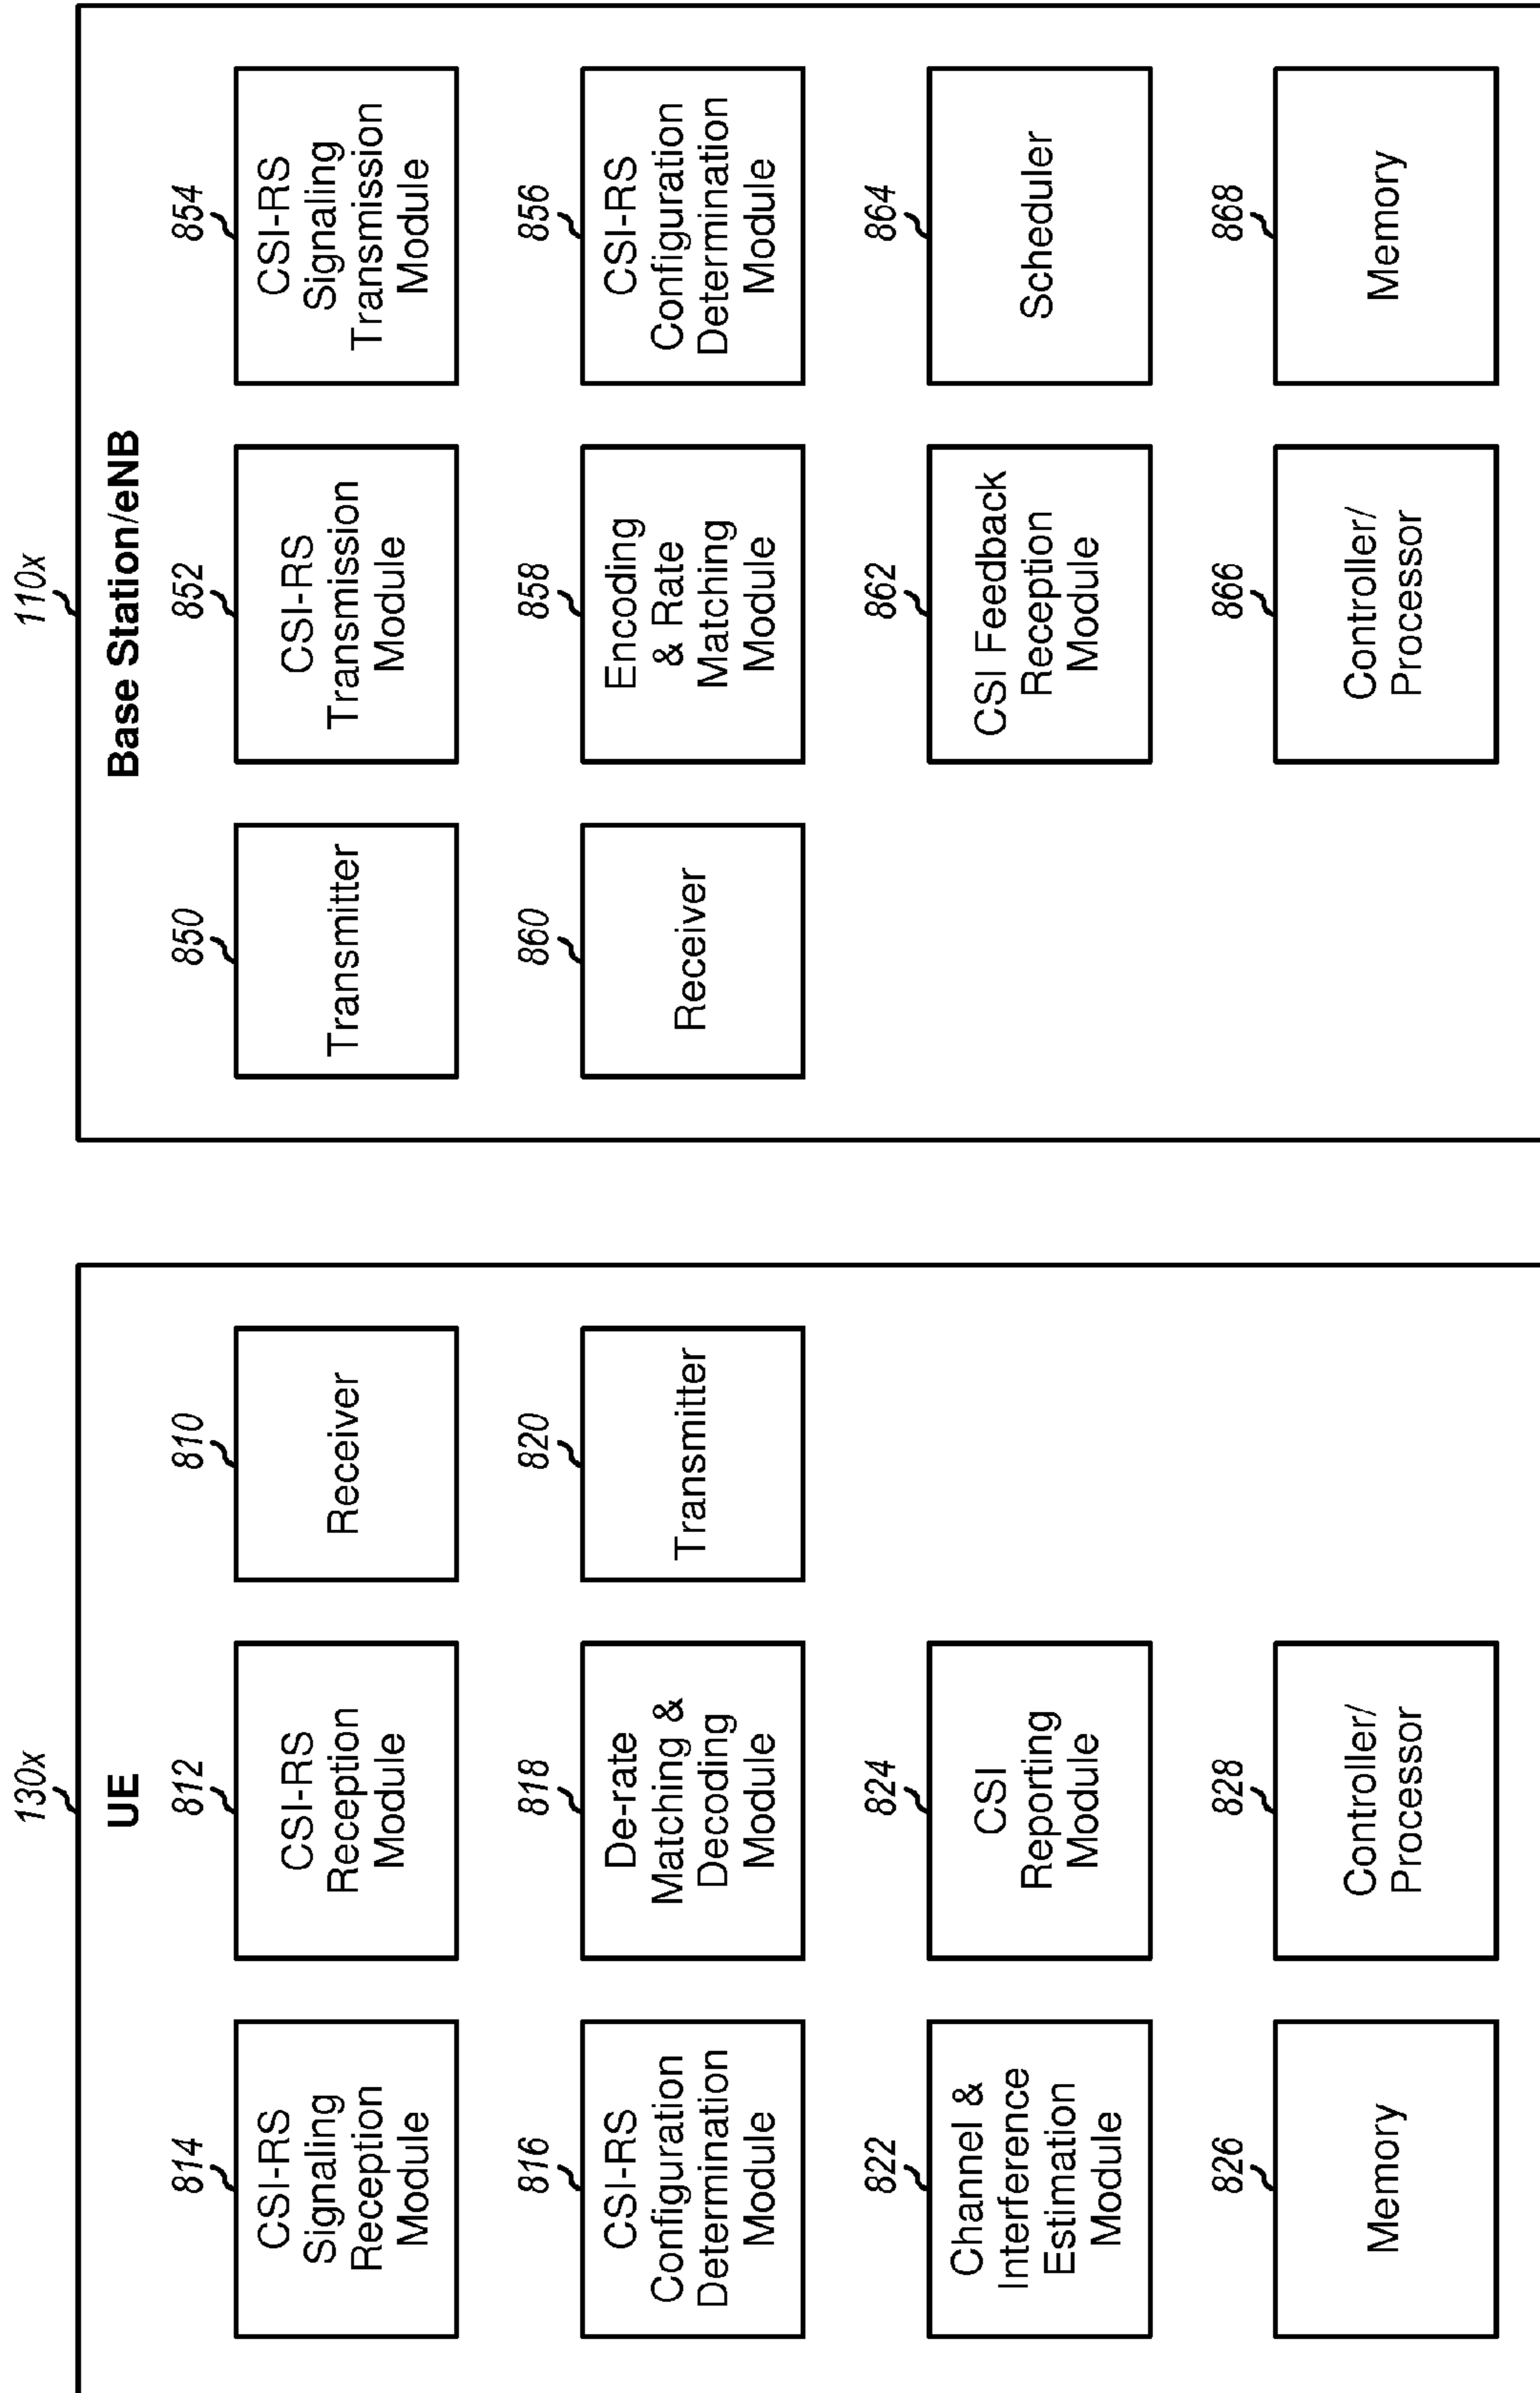 130x
UE
814
CSI-RS
Signaling
Reception
Module
812
CSI-RS
Reception
Module
810
Receiver
816
CSI-RS
Configuration
Determination
Module
818
De-rate
Matching &
Decoding
Module
820
Transmitter
822
Channel &
Interference
Estimation
Module
824
CSI
Reporting
Module
826
Memory
828
Controller/
Processor
110x
Base Station/eNB
850
Transmitter
852
CSI-RS
Transmission
Module
854
CSI-RS
Signaling
Transmission
Module
860
Receiver
858
Encoding
& Rate
Matching
Module
856
CSI-RS
Configuration
Determination
Module
862
CSI Feedback
Reception
Module
864
Scheduler
866
Controller/
Processor
868
Memory